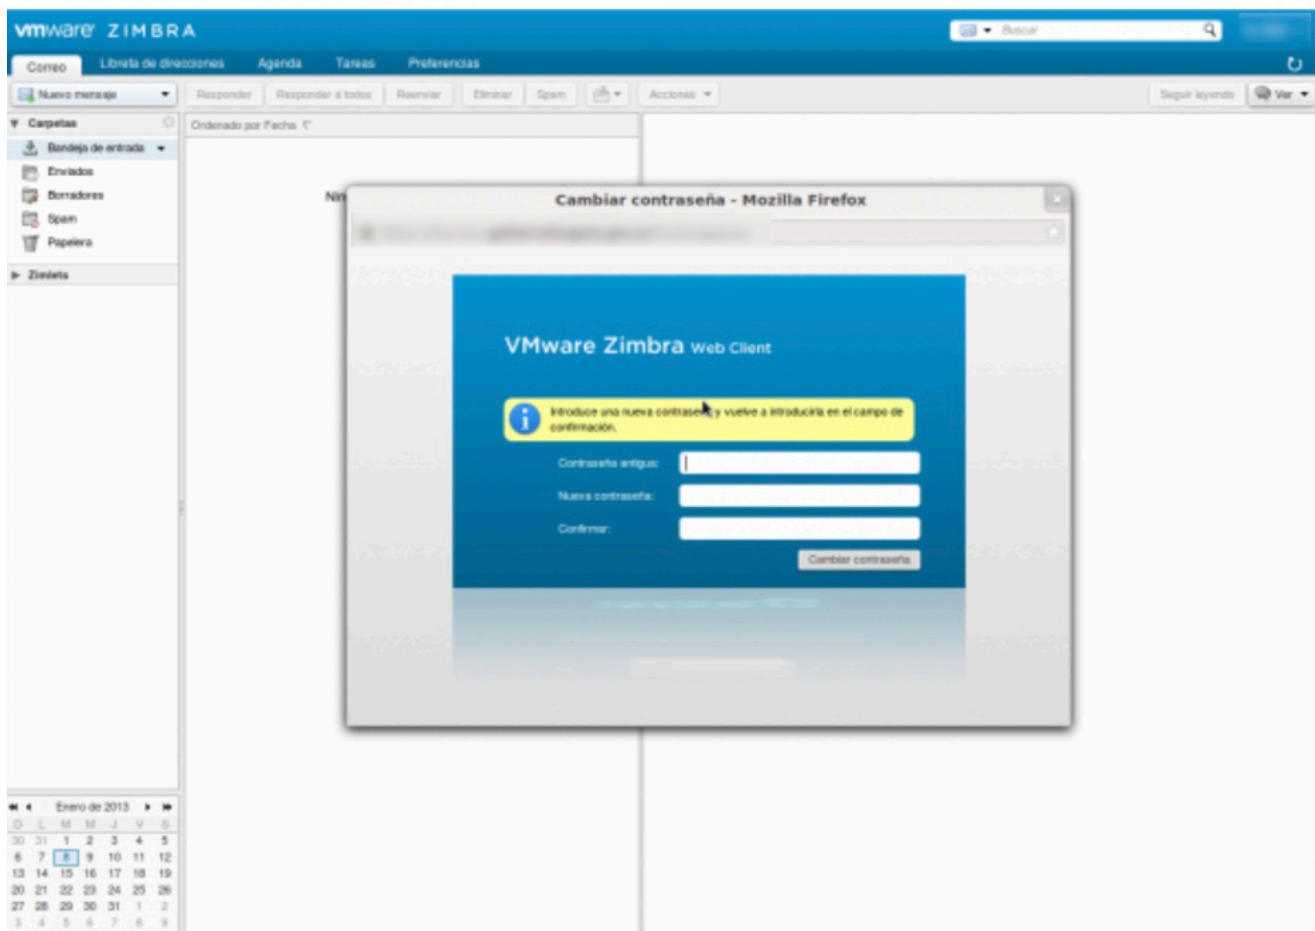 vmware ZIMBRA
Buscar
Correo Libreta de direcciones Agenda Tareas Preferencias
Nuevo mensaje Responder Responder a todos Reenviar Eliminar Spam Acciones Seguir leyendo Ver
Carpetas
Ordenado por Fecha
Bandeja de entrada
Enviados
Borradores
Spam
Papelera
Zimlets
Nin
Cambiar contraseña - Mozilla Firefox
VMware Zimbra Web Client
Introduce una nueva contraseña y vuelve a introducirla en el campo de
confirmación.
Contraseña antigua:
Nueva contraseña:
Confirmar:
Cambiar contraseña
Enero de 2013
D L M M J V S
30 31 1 2 3 4 5
6 7 8 9 10 11 12
13 14 15 16 17 18 19
20 21 22 23 24 25 26
27 28 29 30 31 1 2
3 4 5 6 7 8 9